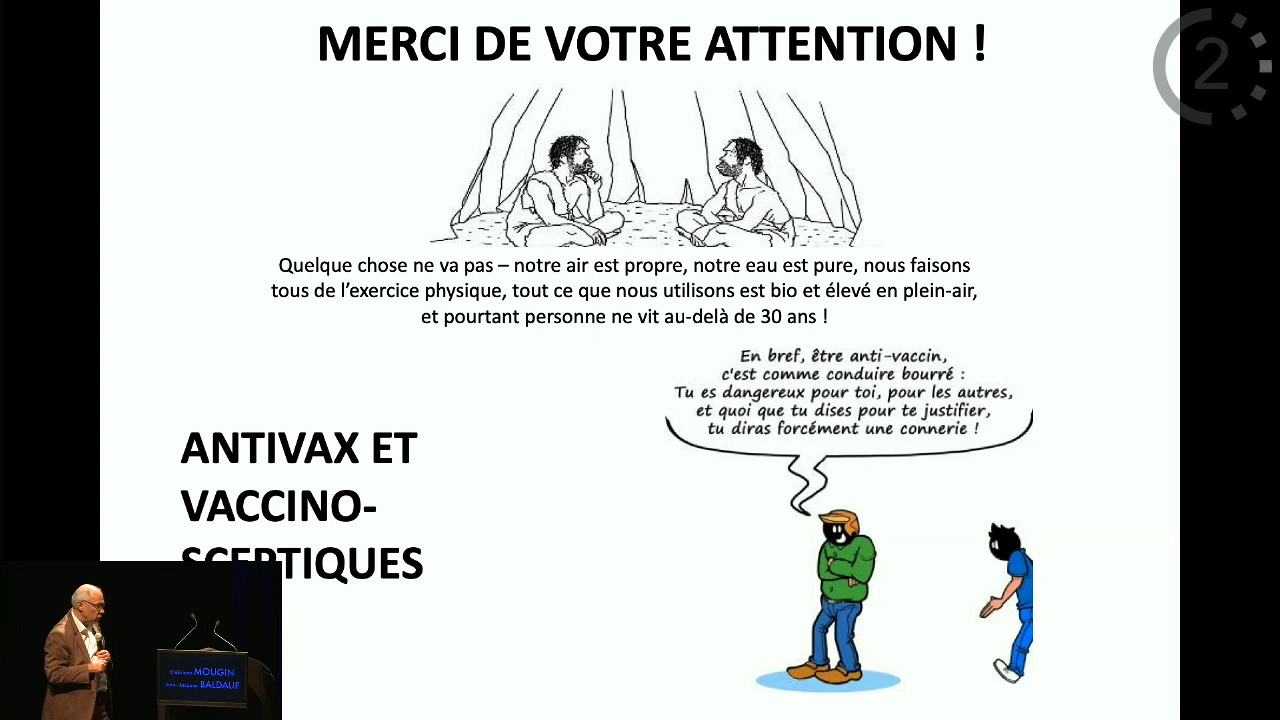 MERCI DE VOTRE ATTENTION !
2
Quelque chose ne va pas – notre air est propre, notre eau est pure, nous faisons
tous de l’exercice physique, tout ce que nous utilisons est bio et élevé en plein-air,
et pourtant personne ne vit au-delà de 30 ans !
En bref, être anti-vaccin,
c'est comme conduire bourré :
Tu es dangereux pour toi, pour les autres,
et quoi que tu dises pour te justifier,
tu diras forcément une connerie !
ANTIVAX ET
VACCINO-
SCEPTIQUES
MOUGIN
Jean-Jacques BALDAUF